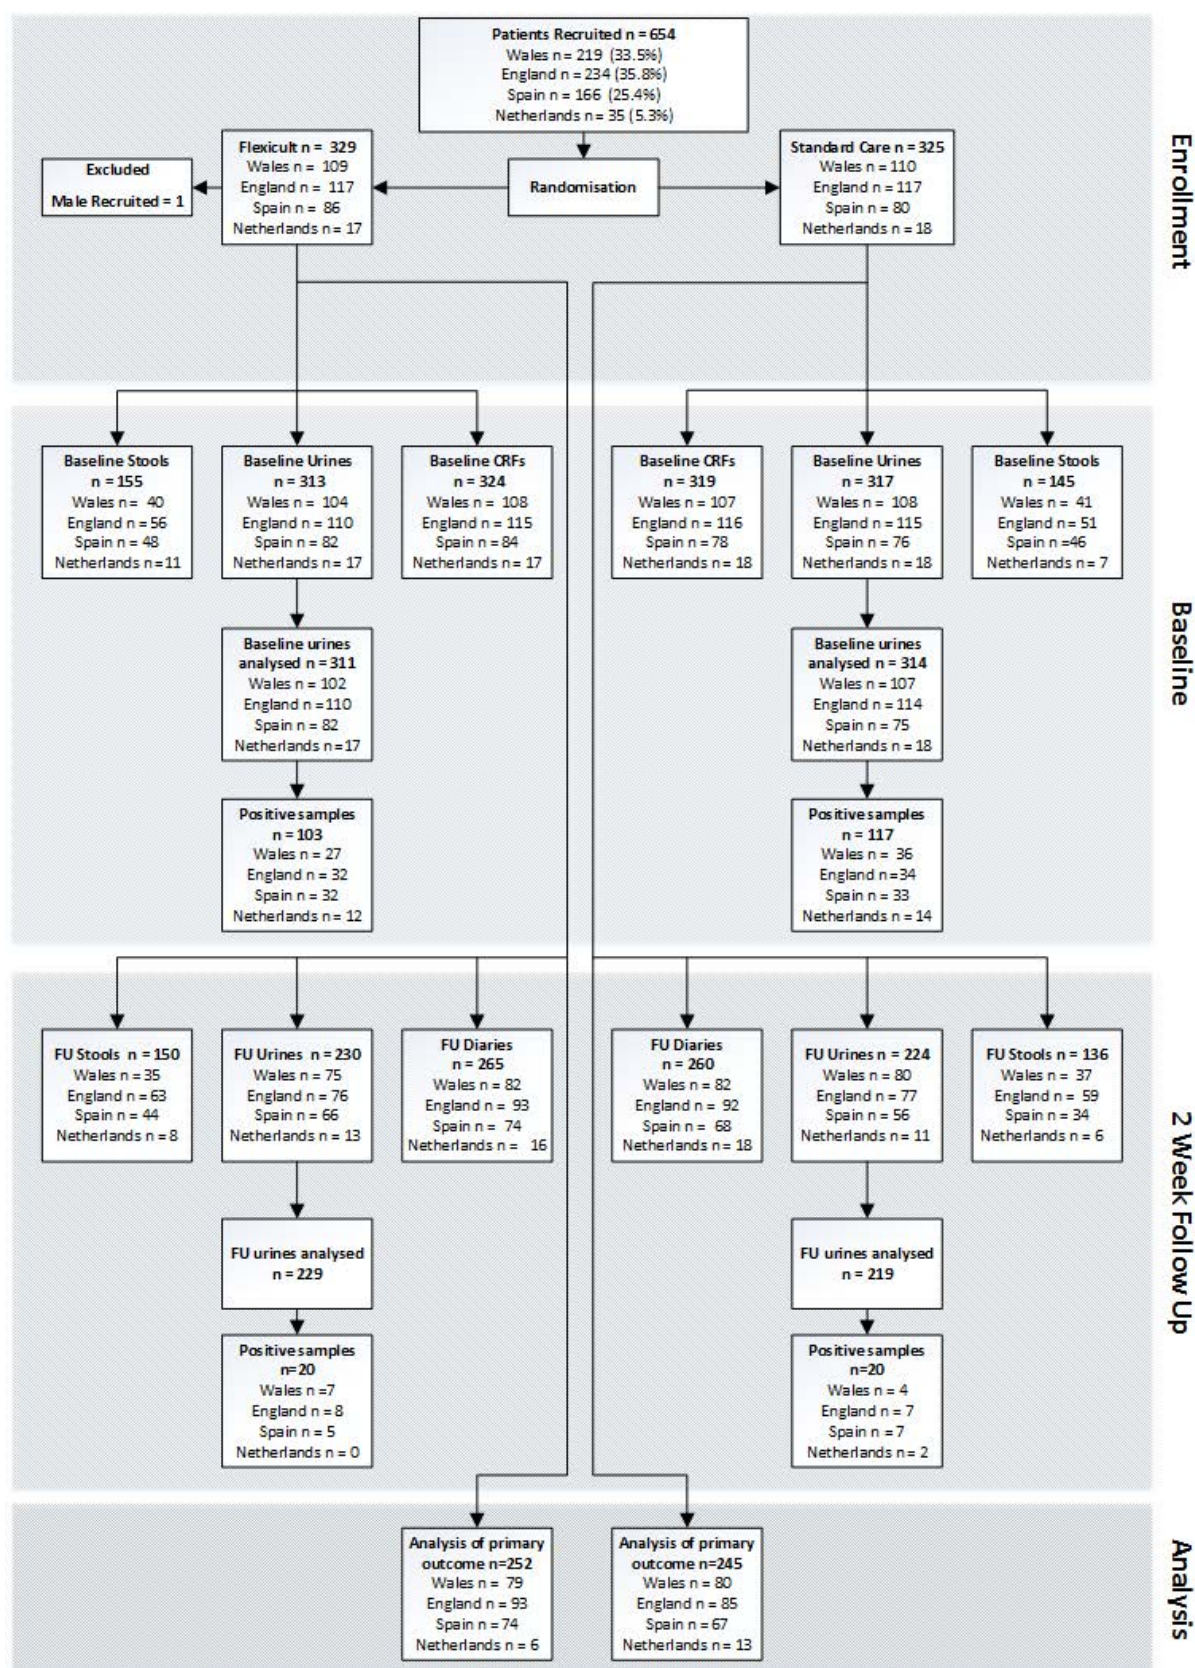 Patients Recruited n = 654
Wales n = 219 (33.5%)
England n = 234 (35.8%)
Spain n = 166 (25.4%)
Netherlands n = 35 (5.3%)
Enrollment
Excluded
Male Recruited = 1
Flexicult n = 329
Wales n = 109
England n = 117
Spain n = 86
Netherlands n = 17
Randomisation
Standard Care n = 325
Wales n = 110
England n = 117
Spain n = 80
Netherlands n = 18
Baseline Stools
n = 155
Wales n = 40
England n = 56
Spain n = 48
Netherlands n = 11
Baseline Urines
n = 313
Wales n = 104
England n = 110
Spain n = 82
Netherlands n = 17
Baseline CRFs
n = 324
Wales n = 108
England n = 115
Spain n = 84
Netherlands n = 17
Baseline CRFs
n = 319
Wales n = 107
England n = 116
Spain n = 78
Netherlands n = 18
Baseline Urines
n = 317
Wales n = 108
England n = 115
Spain n = 76
Netherlands n = 18
Baseline Stools
n = 145
Wales n = 41
England n = 51
Spain n =46
Netherlands n = 7
Baseline
Baseline urines
analysed n = 311
Wales n = 102
England n =110
Spain n = 82
Netherlands n =17
Baseline urines
analysed n = 314
Wales n = 107
England n = 114
Spain n = 75
Netherlands n = 18
Positive samples
n = 103
Wales n = 27
England n = 32
Spain n = 32
Netherlands n = 12
Positive samples
n = 117
Wales n = 36
England n =34
Spain n = 33
Netherlands n = 14
FU Stools n = 150
Wales n = 35
England n = 63
Spain n = 44
Netherlands n = 8
FU Urines n = 230
Wales n = 75
England n = 76
Spain n = 66
Netherlands n = 13
FU Diaries
n = 265
Wales n = 82
England n = 93
Spain n = 74
Netherlands n = 16
FU Diaries
n = 260
Wales n = 82
England n = 92
Spain n = 68
Netherlands n = 18
FU Urines n = 224
Wales n = 80
England n = 77
Spain n = 56
Netherlands n = 11
FU Stools n = 136
Wales n = 37
England n = 59
Spain n = 34
Netherlands n = 6
2 Week Follow Up
FU urines analysed
n = 229
FU urines analysed
n = 219
Positive samples
n=20
Wales n =7
England n = 8
Spain n = 5
Netherlands n = 0
Positive samples
n=20
Wales n = 4
England n = 7
Spain n = 7
Netherlands n = 2
Analysis of primary
outcome n=252
Wales n = 79
England n = 93
Spain n = 74
Netherlands n = 6
Analysis of primary
outcome n=245
Wales n = 80
England n = 85
Spain n = 67
Netherlands n = 13
Analysis